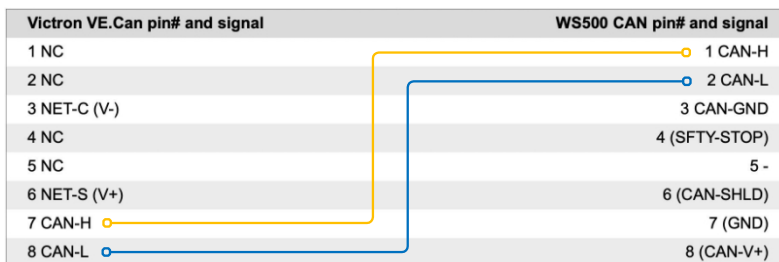 Victron VE.Can pin# and signal WS500 CAN pin# and signal
1 NC 1 CAN-H
2 NC 2 CAN-L
3 NET-C (V-) 3 CAN-GND
4 NC 4 (SFTY-STOP)
5 NC 5 -
6 NET-S (V+) 6 (CAN-SHLD)
7 CAN-H 7 (GND)
8 CAN-L 8 (CAN-V+)